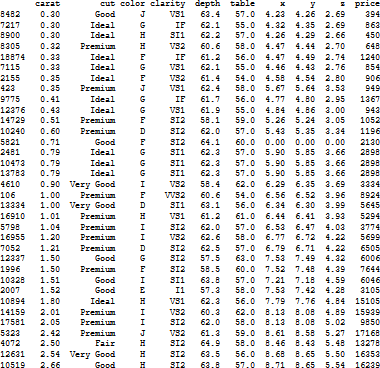 carat cut color clarity depth table x y z price
8482 0.30 Good J VS1 63.4 57.0 4.23 4.26 2.69 394
7217 0.30 Ideal G IF 62.1 55.0 4.32 4.35 2.69 863
8900 0.30 Ideal H SI1 62.2 57.0 4.26 4.29 2.66 450
8305 0.32 Premium H VS2 60.6 58.0 4.47 4.44 2.70 648
18874 0.33 Ideal F IF 61.2 56.0 4.47 4.49 2.74 1240
7115 0.33 Ideal G VS1 62.1 55.0 4.46 4.43 2.76 854
2155 0.35 Ideal F VS2 61.4 54.0 4.58 4.54 2.80 906
423 0.35 Premium J VS1 62.4 58.0 5.67 5.64 3.53 949
9775 0.41 Ideal G IF 61.7 56.0 4.77 4.80 2.95 1367
12376 0.43 Ideal G VS1 61.9 55.0 4.84 4.86 3.00 943
14729 0.51 Premium F SI2 58.1 59.0 5.26 5.24 3.05 1052
10240 0.60 Premium D SI2 62.0 57.0 5.43 5.35 3.34 1196
5821 0.71 Good F SI2 64.1 60.0 0.00 0.00 0.00 2130
2481 0.79 Ideal G SI1 62.3 57.0 5.90 5.85 3.66 2898
10473 0.79 Ideal G SI1 62.3 57.0 5.90 5.85 3.66 2898
13783 0.79 Ideal G SI1 62.3 57.0 5.90 5.85 3.66 2898
4610 0.90 Very Good I VS2 58.4 62.0 6.29 6.35 3.69 3334
106 1.00 Premium F VVS2 60.6 54.0 6.56 6.52 3.96 8924
13334 1.00 Very Good D SI1 63.1 56.0 6.34 6.30 3.99 5645
16910 1.01 Premium H VS1 61.2 61.0 6.44 6.41 3.93 5294
5798 1.04 Premium I SI2 62.0 57.0 6.53 6.47 4.03 3774
16955 1.20 Premium I VS2 62.6 58.0 6.77 6.72 4.22 5699
7052 1.21 Premium D SI2 62.5 57.0 6.79 6.71 4.22 6505
12337 1.50 Good G SI2 57.5 63.0 7.53 7.49 4.32 6006
1996 1.50 Premium F SI2 58.5 60.0 7.52 7.48 4.39 7644
10328 1.51 Good I SI1 63.8 57.0 7.21 7.18 4.59 6046
2007 1.52 Good E I1 57.3 58.0 7.53 7.42 4.28 3105
10894 1.80 Ideal H VS1 62.3 56.0 7.79 7.76 4.84 15105
14159 2.01 Premium I VS2 60.3 62.0 8.13 8.08 4.89 15939
17581 2.05 Premium I SI2 62.0 58.0 8.13 8.08 5.02 9850
5323 2.42 Premium J VS2 61.3 59.0 8.61 8.58 5.27 17168
4072 2.50 Fair H SI2 64.9 58.0 8.46 8.43 5.48 13278
12631 2.54 Very Good H SI2 63.5 56.0 8.68 8.65 5.50 16353
10519 2.66 Good H SI2 63.8 57.0 8.71 8.65 5.54 16239